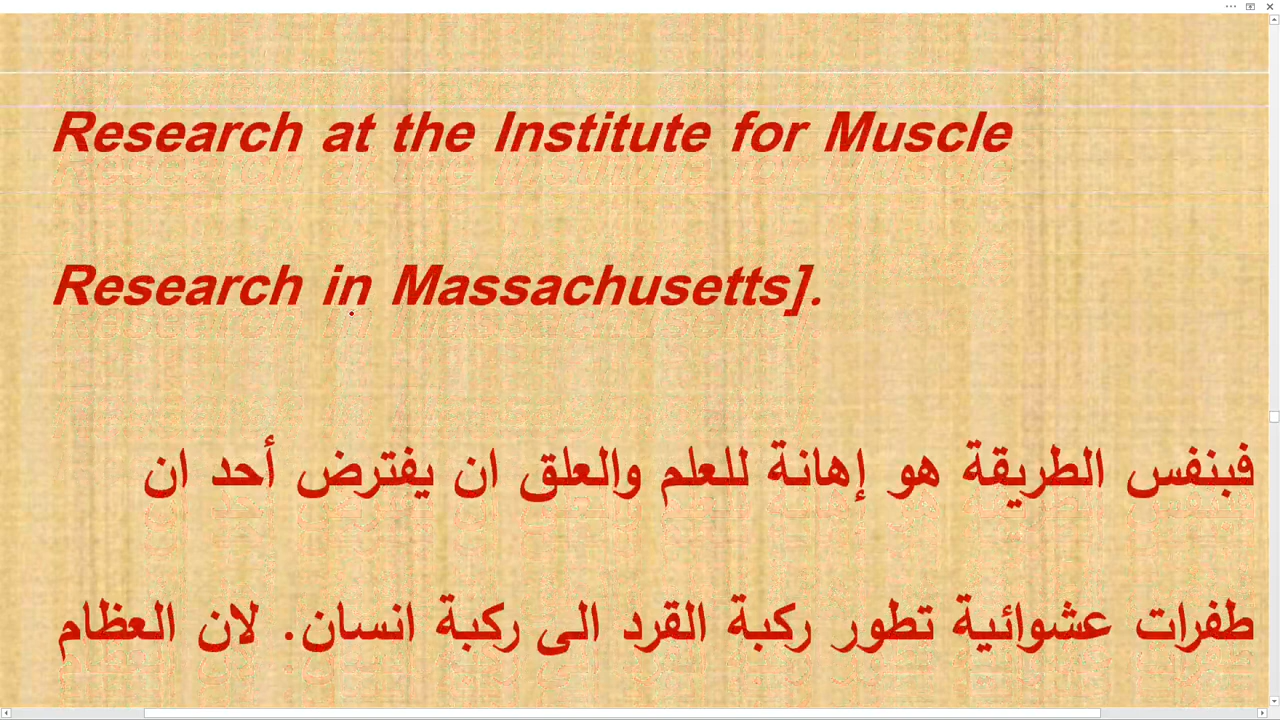 Research at the Institute for Muscle
Research in Massachusetts].
فبنفس الطريقة هو إهانة للعلم والعلق ان يفترض أحد ان
طفرات عشوائية تطور ركبة القرد الى ركبة انسان. لان العظام